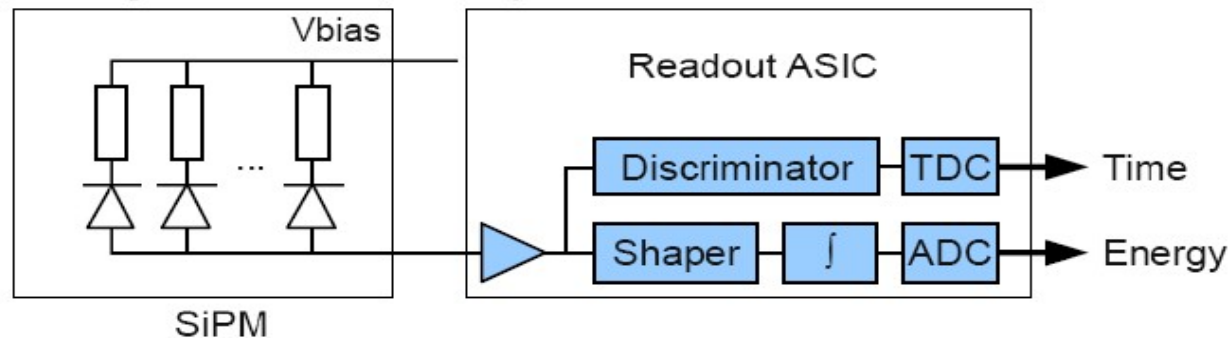 Vbias
Readout ASIC
...
Discriminator TDC Time
Shaper ∫ ADC Energy
SiPM